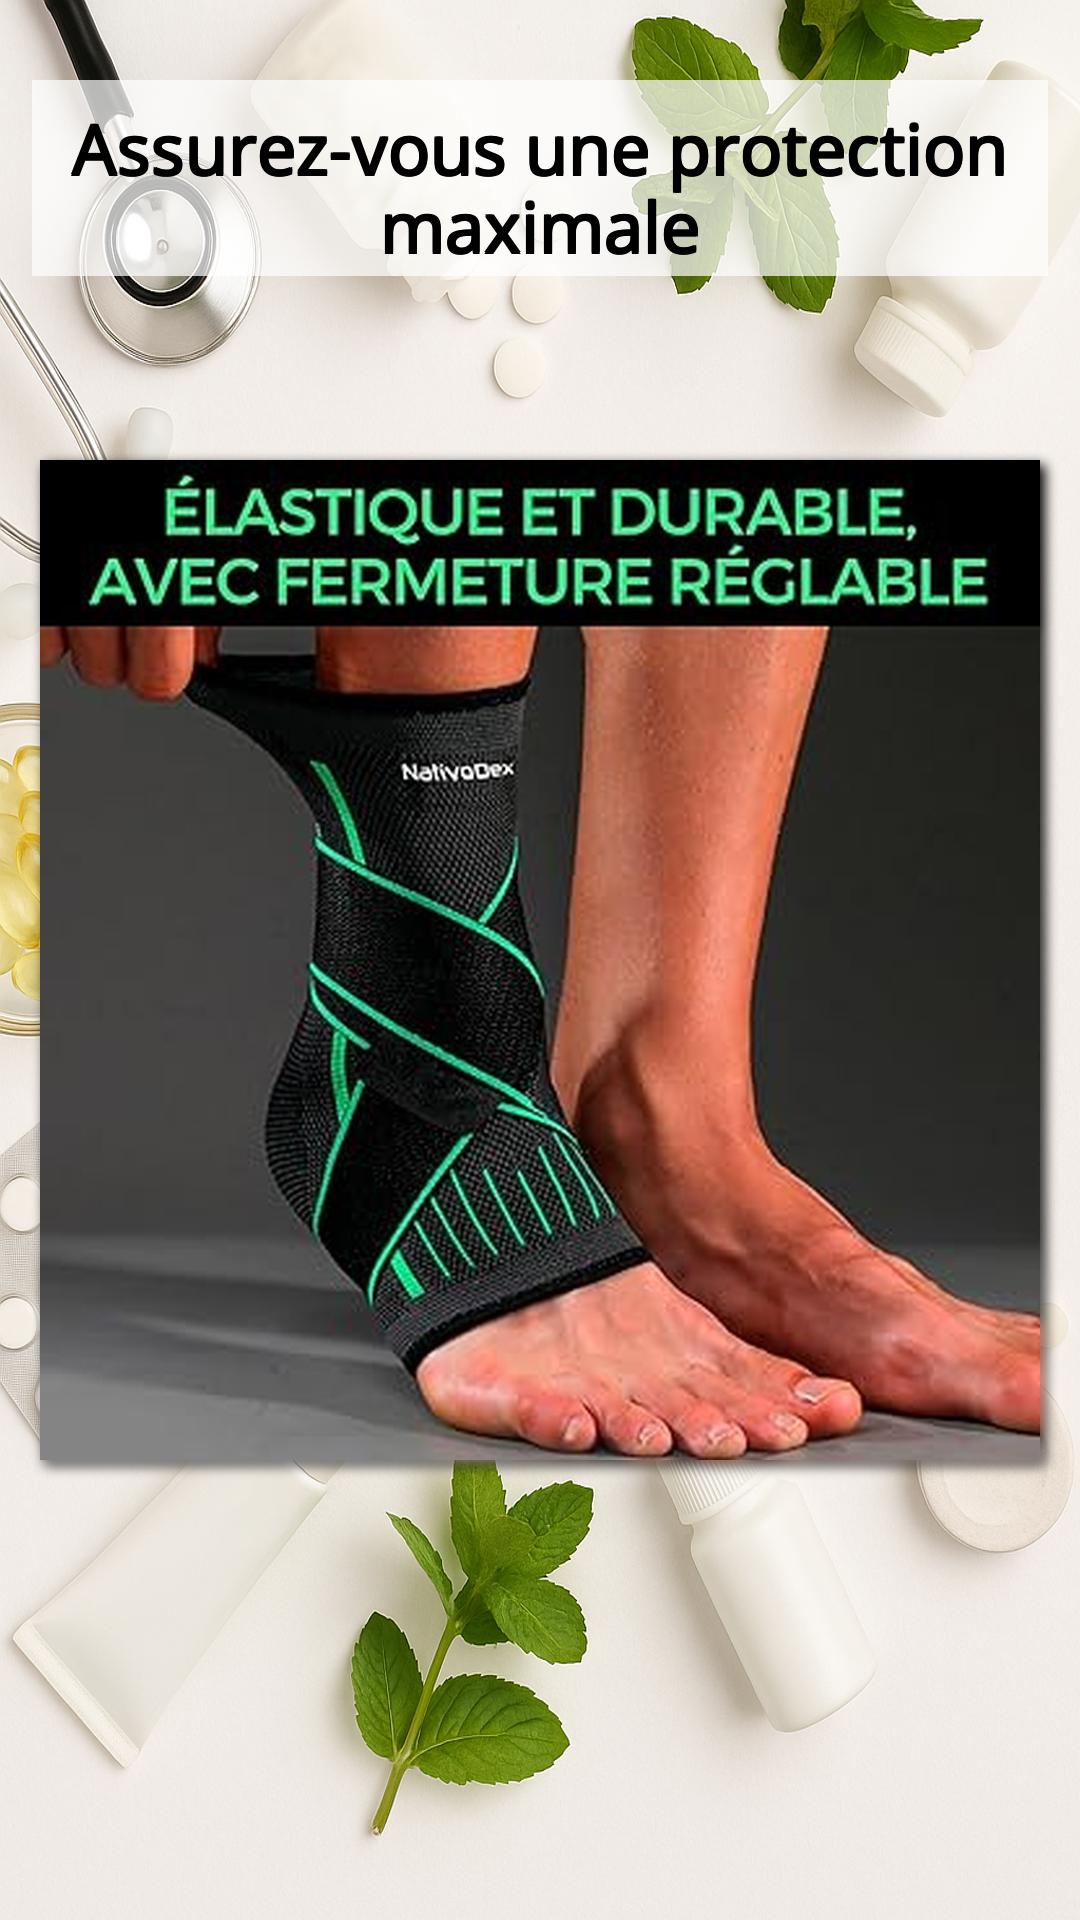 Assurez-vous une protection
maximale
ÉLASTIQUE ET DURABLE,
AVEC FERMETURE RÉGLABLE
NativoDex